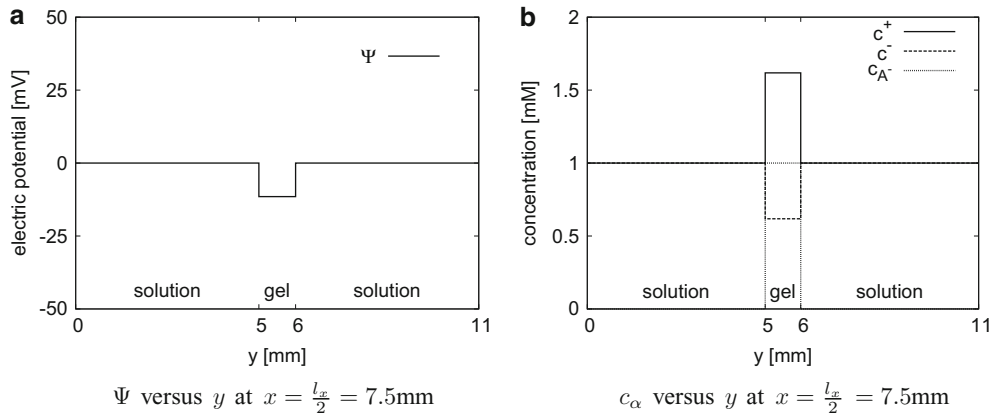 a
50
25
0
-25
-50
electric potential [mV]
Ψ
solution
gel
solution
0
5
6
11
y [mm]
Ψ versus y at x = l_x/2 = 7.5mm
b
2
1.5
1
0.5
0
concentration [mM]
c⁺
c⁻
c_A⁻
solution
gel
solution
0
5
6
11
y [mm]
c_α versus y at x = l_x/2 = 7.5mm